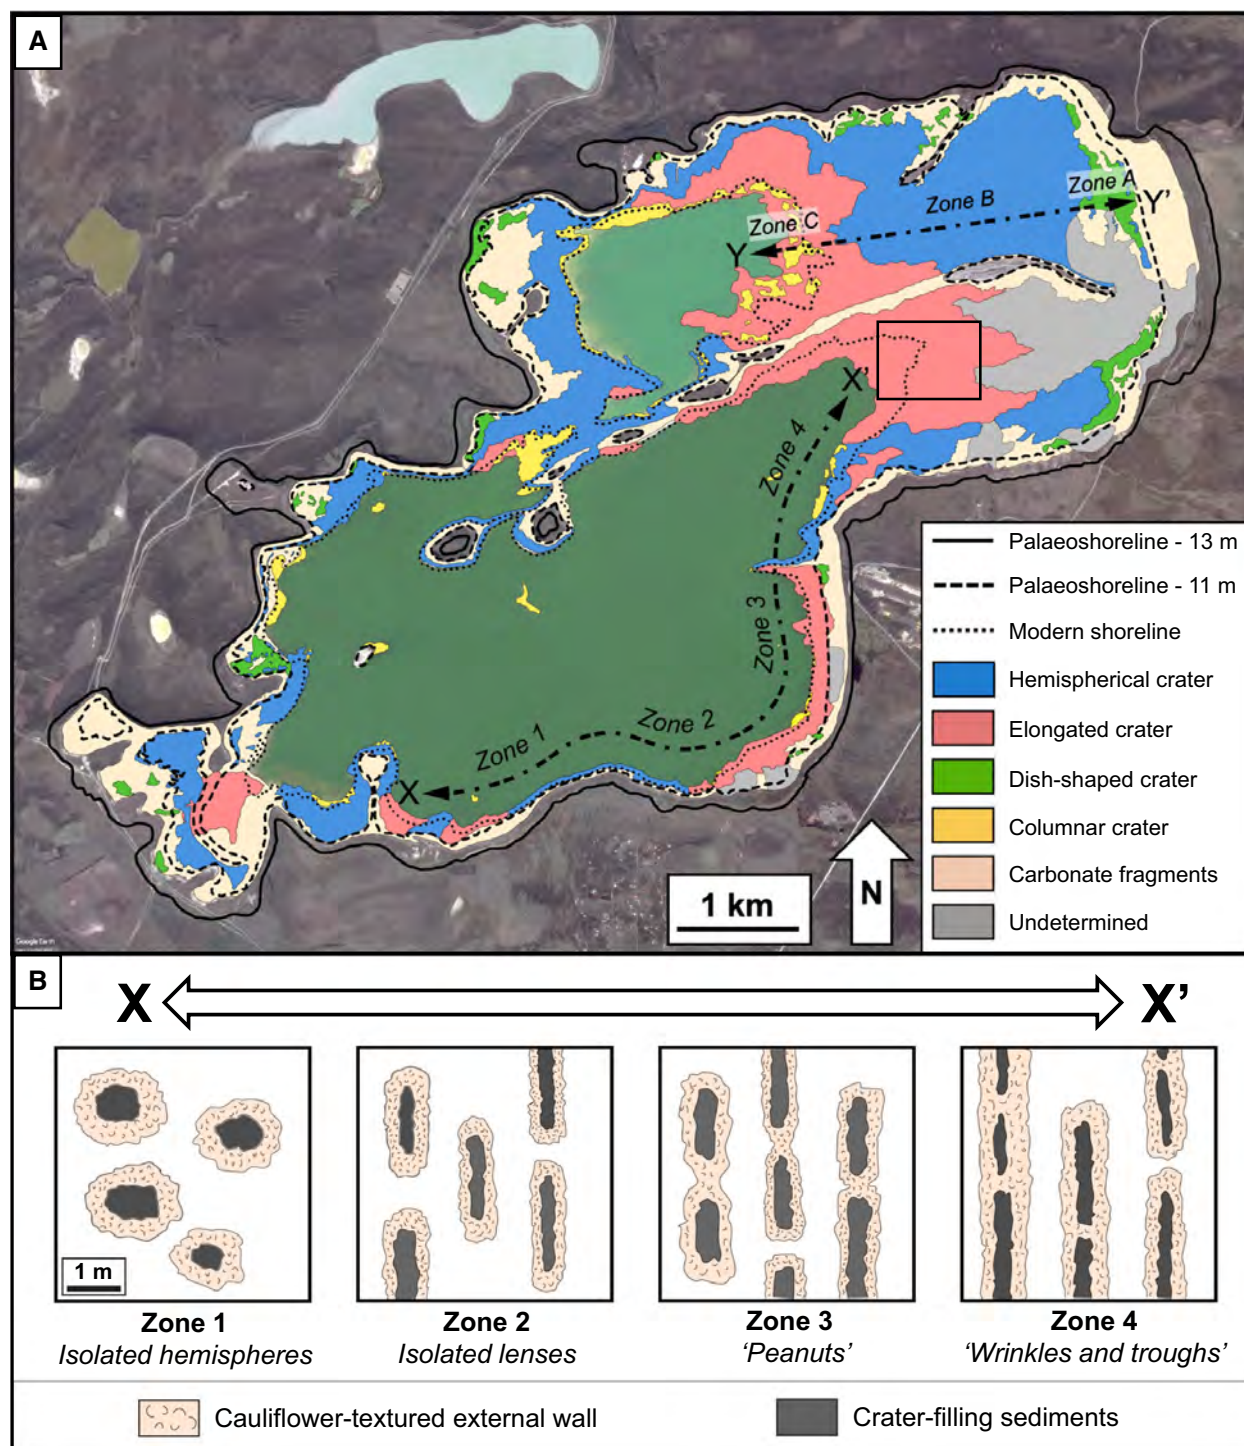 A
Zone A
Y'
Zone B
Zone C
Y
X'
Zone 4
Zone 3
Zone 2
Zone 1
X
Palaeoshoreline - 13 m
Palaeoshoreline - 11 m
Modern shoreline
Hemispherical crater
Elongated crater
Dish-shaped crater
Columnar crater
Carbonate fragments
Undetermined
1 km
N
Google Earth
B
X X’
1 m
Zone 1 Zone 2 Zone 3 Zone 4
Isolated hemispheres Isolated lenses ‘Peanuts’ ‘Wrinkles and troughs’
Cauliflower-textured external wall Crater-filling sediments